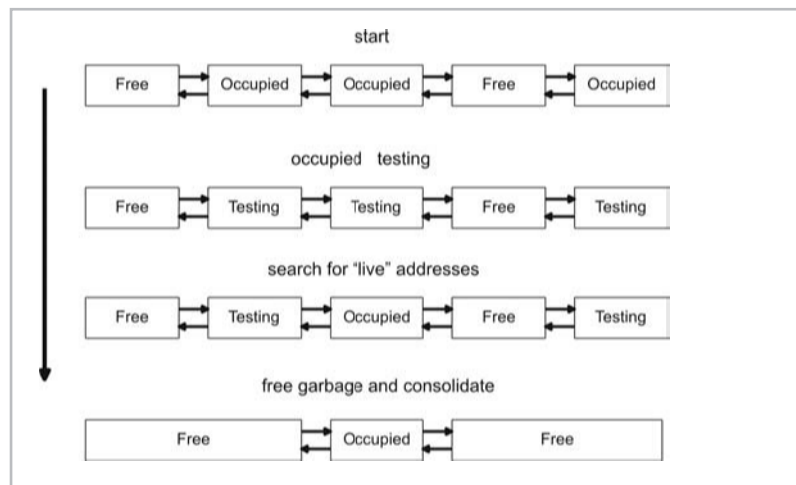 start
Free Occupied Occupied Free Occupied
occupied testing
Free Testing Testing Free Testing
search for "live" addresses
Free Testing Occupied Free Testing
free garbage and consolidate
Free Occupied Free